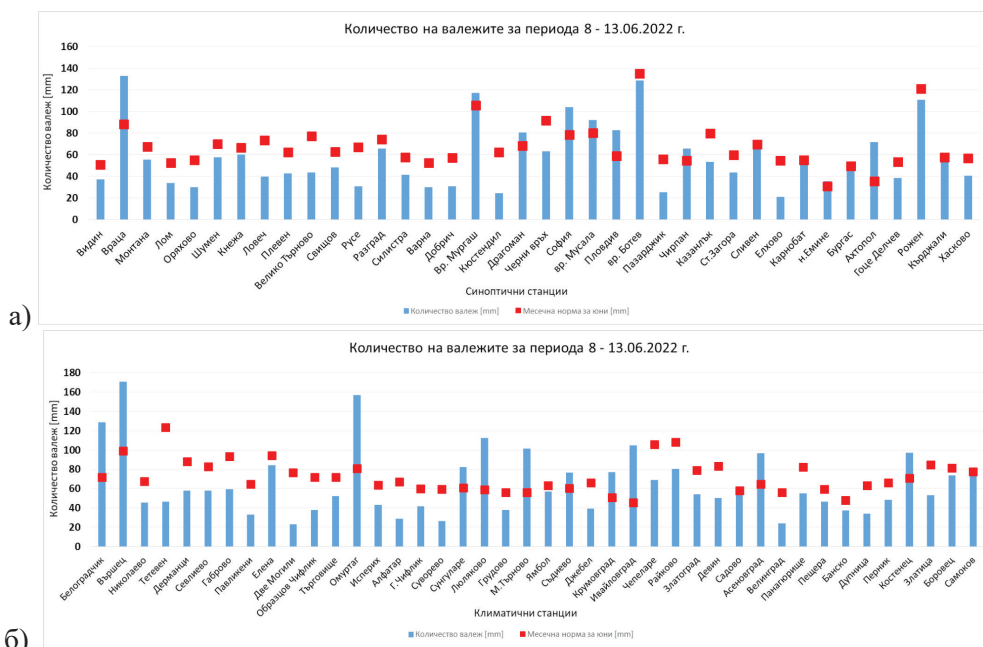 Количество на валежите за периода 8 - 13.06.2022 г.
Количество валеж [mm]
160
140
120
100
80
60
40
20
0
Видин
Враца
Монтана
Лом
Оряхово
Шумен
Кнежа
Ловеч
Плевен
Велико Търново
Свищов
Русе
Разград
Силистра
Варна
Добрич
Вр. Мургаш
Кюстендил
Драгоман
Черни връх
София
вр. Мусала
Пловдив
вр. Ботев
Пазарджик
Чирпан
Казанлък
Ст.Загора
Сливен
Елхово
Карнобат
н.Емине
Бургас
Ахтопол
Гоце Делчев
Рожен
Кърджали
Хасково
Синоптични станции
Количество валеж [mm] Месечна норма за юни [mm]
а)
Количество на валежите за периода 8 - 13.06.2022 г.
Количество валеж [mm]
180
160
140
120
100
80
60
40
20
0
Белоградчик
Вършец
Николаево
Тетевен
Дерманци
Севлиево
Габрово
Павликени
Елена
Две Могили
Образцов Чифлик
Търговище
Омуртаг
Исперих
Алфатар
Г. Чифлик
Суворово
Сунгуларе
Люляково
Грудово
М.Търново
Ямбол
Съдиево
Джебел
Крумовград
Ивайловград
Чепеларе
Райково
Златоград
Девин
Садово
Асеновград
Велинград
Панагюрище
Пещера
Банско
Дупница
Перник
Костенец
Златица
Боровец
Самоков
Климатични станции
Количество валеж [mm] Месечна норма за юни [mm]
б)